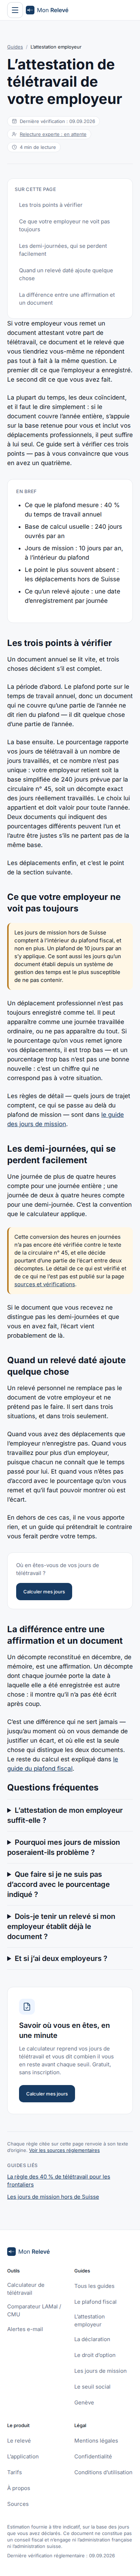 Mon Relevé
Guides / L'attestation employeur
L'attestation de
télétravail de
votre employeur
Dernière vérification : 09.09.2026
Relecture experte : en attente
4 min de lecture
SUR CETTE PAGE
Les trois points à vérifier
Ce que votre employeur ne voit pas
toujours
Les demi-journées, qui se perdent
facilement
Quand un relevé daté ajoute quelque
chose
La différence entre une affirmation et
un document
Si votre employeur vous remet un
document attestant votre part de
télétravail, ce document est le relevé que
vous tiendrez vous-même ne répondent
pas tout à fait à la même question. Le
premier dit ce que l'employeur a enregistré.
Le second dit ce que vous avez fait.
La plupart du temps, les deux coïncident,
et il faut le dire simplement : si le
document couvre l'année entière, s'appuie
sur la base retenue pour votre taux et inclut
vos déplacements professionnels, il peut suffire
à lui seul. Ce guide sert à vérifier ces trois
points — pas à vous convaincre que vous
en avez un quatrième.
EN BREF
• Ce que le plafond mesure : 40 %
du temps de travail annuel
• Base de calcul usuelle : 240 jours
ouvrés par an
• Jours de mission : 10 jours par an,
à l'intérieur du plafond
• Le point le plus souvent absent :
les déplacements hors de Suisse
• Ce qu'un relevé ajoute : une date
d'enregistrement par journée
Les trois points à vérifier
Un document annuel se lit vite, et trois
choses décident s'il est complet.
La période d'abord. Le plafond porte sur le
temps de travail annuel, donc un document
qui ne couvre qu'une partie de l'année ne
dit rien du plafond — il dit quelque chose
d'une partie de l'année.
La base ensuite. Un pourcentage rapporte
vos jours de télétravail à un nombre de
jours travaillés, et ce nombre n'est pas
unique : votre employeur retient soit la
base simplifiée de 240 jours prévue par la
circulaire n° 45, soit un décompte exact
des jours réellement travaillés. Le choix lui
appartient et doit valoir pour toute l'année.
Deux documents qui indiquent des
pourcentages différents peuvent l'un et
l'autre être justes s'ils ne partent pas de la
même base.
Les déplacements enfin, et c'est le point
de la section suivante.
Ce que votre employeur ne
voit pas toujours
Les jours de mission hors de Suisse
comptent à l'intérieur du plafond fiscal, et
non en plus. Un plafond de 10 jours par an
s'y applique. Ce sont aussi les jours qu'un
document issu d'un système de gestion
des temps est le plus susceptible
de ne pas contenir.
Un déplacement professionnel n'est pas
toujours enregistré comme tel. Il peut
apparaître comme une journée travaillée
ordinaire, ou ne pas apparaître du tout. Si
le pourcentage qu'on vous remet ignore
vos déplacements, il est trop bas — et un
pourcentage trop bas n'est pas une bonne
nouvelle : c'est un chiffre qui ne
correspondra pas à votre situation.
Les règles de détail — quels jours de trajet
comptent, ce qui se passe au delà du
plafond de mission — sont dans le guide
des jours de mission.
Les demi-journées, qui se
perdent facilement
Une journée de plus de quatre heures
compte pour une journée entière ; une
journée de deux à quatre heures compte
pour une demi-journée. C'est la convention
que le calculateur applique.
Cette conversion des heures en journées
n'a pas encore été vérifiée contre le texte
de la circulaire n° 45, et elle décide
pourtant d'une partie de l'écart entre deux
décomptes. Le détail de ce qui est vérifié et
de ce qui ne l'est pas est publié sur la page
sources et vérifications.
Si le document que vous recevez ne
distingue pas les demi-journées et que
vous en avez fait, l'écart vient
probablement de là.
Quand un relevé daté ajoute
quelque chose
Un relevé personnel ne remplace pas le
document de votre employeur et ne
prétend pas le faire. Il sert dans trois
situations, et dans trois seulement.
Quand vous avez des déplacements que
l'employeur n'enregistre pas. Quand vous
travaillez pour plus d'un employeur,
chacun n'attestant que le temps passé
passé pour lui. Et quand vous n'êtes pas
d'accord avec le pourcentage qu'on vous
remet et qu'il faut pouvoir montrer où est
l'écart.
En dehors de ces cas, il ne vous apporte
rien, et un guide qui prétendrait le contraire
vous ferait perdre votre temps.
Où en êtes-vous de vos jours de
télétravail ?
Calculer mes jours
La différence entre une
affirmation et un document
Un décompte reconstitué en décembre, de
mémoire, est une affirmation. Un décompte
dont chaque journée porte la date à
laquelle elle a été enregistrée est autre
chose : il montre qu'il n'a pas été écrit
après coup.
C'est une différence qui ne sert jamais —
jusqu'au moment où on vous demande de
justifier un écart, et où elle est la seule
chose qui distingue les deux documents.
Le reste du calcul est expliqué dans le
guide du plafond fiscal.
Questions fréquentes
▶ L'attestation de mon employeur
suffit-elle ?
▶ Pourquoi mes jours de mission
poseraient-ils problème ?
▶ Que faire si je ne suis pas
d'accord avec le pourcentage
indiqué ?
▶ Dois-je tenir un relevé si mon
employeur établit déjà le
document ?
▶ Et si j'ai deux employeurs ?
Savoir où vous en êtes, en
une minute
Le calculateur reprend vos jours de
télétravail et vous dit combien il vous
en reste avant chaque seuil. Gratuit,
sans inscription.
Calculer mes jours
Chaque règle citée sur cette page renvoie à son texte
d'origine. Voir les sources réglementaires
GUIDES LIÉS
La règle des 40 % de télétravail pour les
frontaliers
Les jours de mission hors de Suisse
Mon Relevé
Outils
Calculateur de
télétravail
Comparateur LAMal /
CMU
Alertes e-mail
Guides
Tous les guides
Le plafond fiscal
L'attestation
employeur
La déclaration
Le droit d'option
Les jours de mission
Le seuil social
Genève
Le produit
Le relevé
L'application
Tarifs
À propos
Sources
Légal
Mentions légales
Confidentialité
Conditions d'utilisation
Estimation fournie à titre indicatif, sur la base des jours
que vous avez déclarés. Ce document ne constitue pas
un conseil fiscal et n'engage ni l'administration française
ni l'administration suisse.
Dernière vérification réglementaire : 09.09.2026